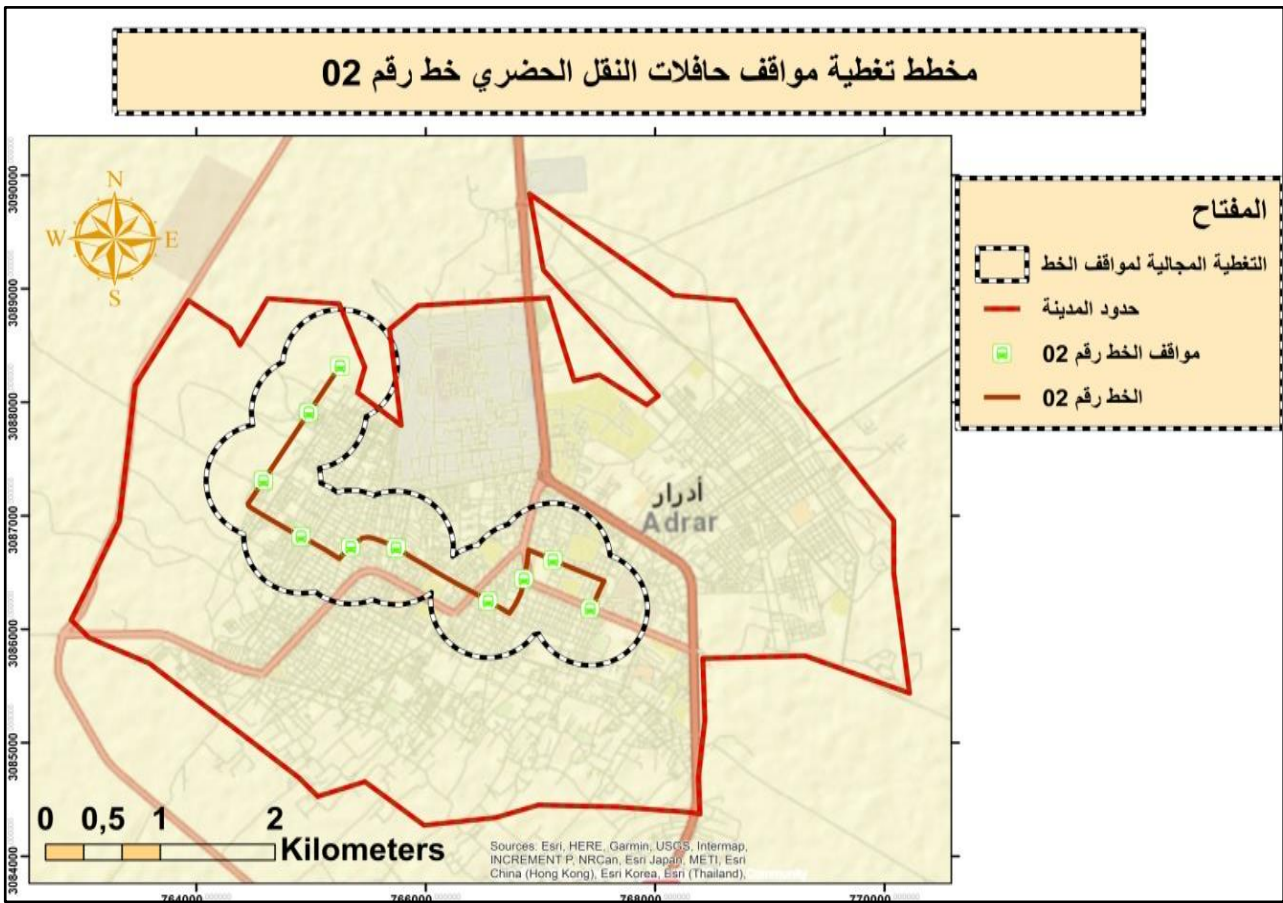 مخطط تغطية مواقف حافلات النقل الحضري خط رقم 02
المفتاح
التغطية المجالية لمواقف الخط
حدود المدينة
مواقف الخط رقم 02
الخط رقم 02
N
W E
S
أدرار
Adrar
3090000
3089000
3088000
3087000
3086000
3085000
3084000
0 0,5 1 2
Kilometers
Sources: Esri, HERE, Garmin, USGS, Intermap,
INCREMENT P, NRCan, Esri Japan, METI, Esri
China (Hong Kong), Esri Korea, Esri (Thailand),
764000 766000 768000 770000